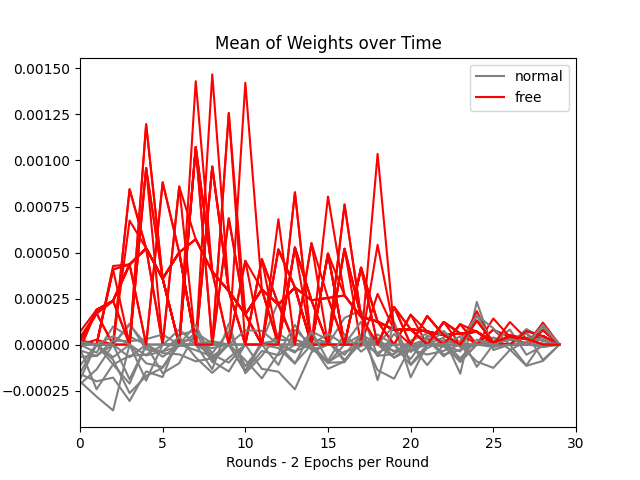 Mean of Weights over Time
normal
free
0.00150
0.00125
0.00100
0.00075
0.00050
0.00025
0.00000
−0.00025
0 5 10 15 20 25 30
Rounds - 2 Epochs per Round